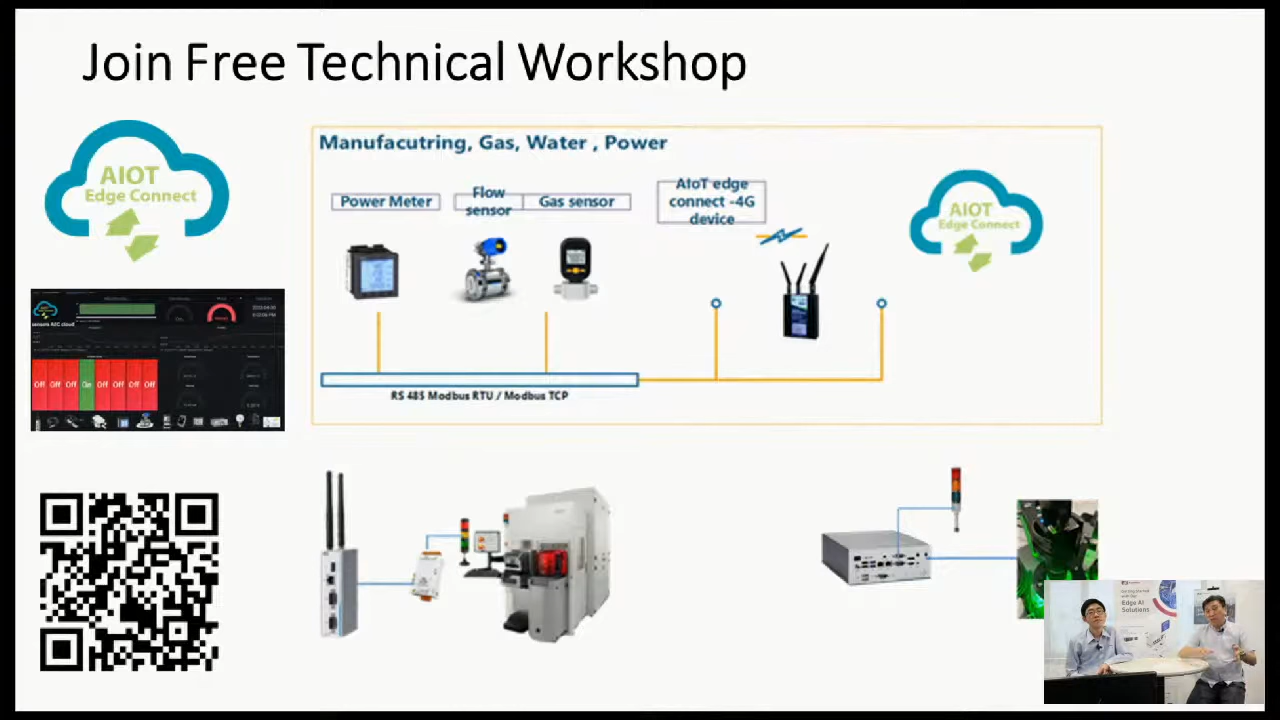 Join Free Technical Workshop
AIOT
Edge Connect
Manufacutring, Gas, Water , Power
Power Meter
Flow
sensor
Gas sensor
AIoT edge
connect -4G
device
AIOT
Edge Connect
RS 485 Modbus RTU / Modbus TCP
Off Off Off On Off Off Off Off
Edge AI
Solutions